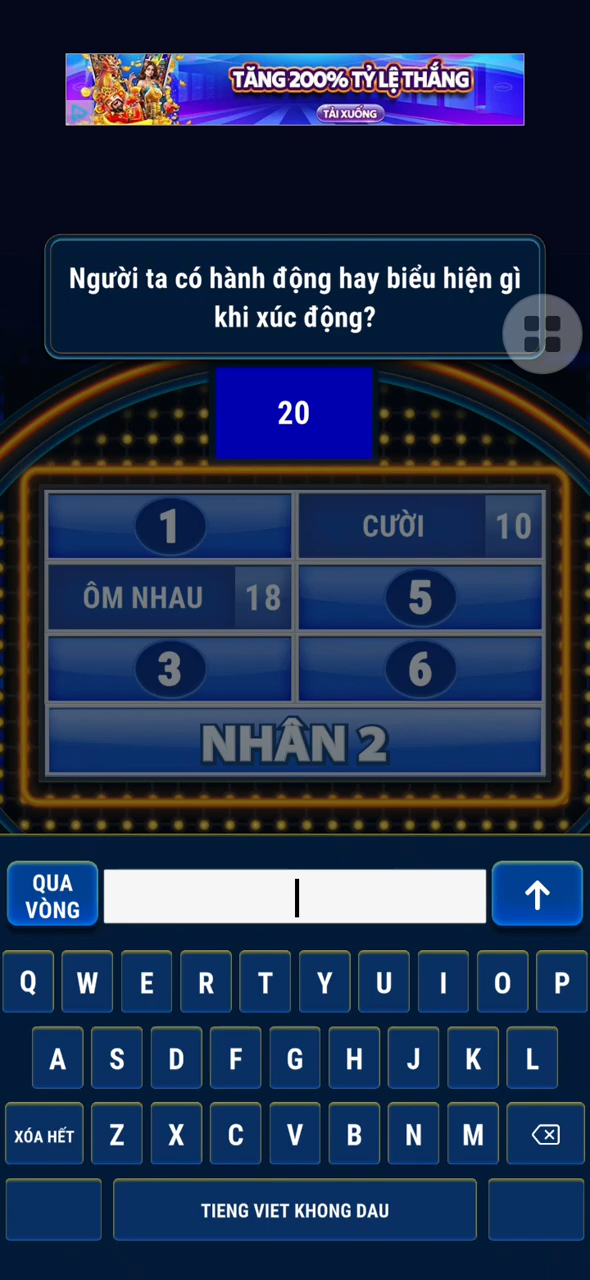 TĂNG 200% TỶ LỆ THẮNG
TẢI XUỐNG
Người ta có hành động hay biểu hiện gì
khi xúc động?
20
1
CƯỜI 10
ÔM NHAU 18
5
3
6
NHÂN 2
QUA
VÒNG
Q W E R T Y U I O P
A S D F G H J K L
XÓA HẾT Z X C V B N M
TIENG VIET KHONG DAU